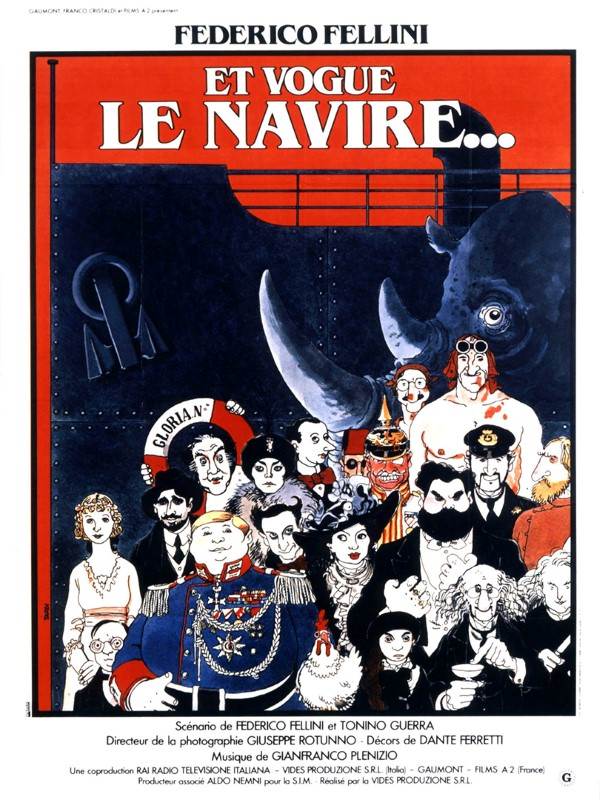 GAUMONT, FRANCO CRISTALDI et FILMS A 2 présentent
FEDERICO FELLINI
ET VOGUE
LE NAVIRE...
GLORIA N.
Scénario de FEDERICO FELLINI et TONINO GUERRA
Directeur de la photographie GIUSEPPE ROTUNNO - Décors de DANTE FERRETTI
Musique de GIANFRANCO PLENIZIO
Une coproduction RAI RADIO TELEVISIONE ITALIANA - VIDES PRODUZIONE S.R.L. (Italia) - GAUMONT - FILMS A 2 (France)
Producteur associé ALDO NEMNI pour la S.I.M. - Réalisé par la VIDES PRODUZIONE S.R.L.
G